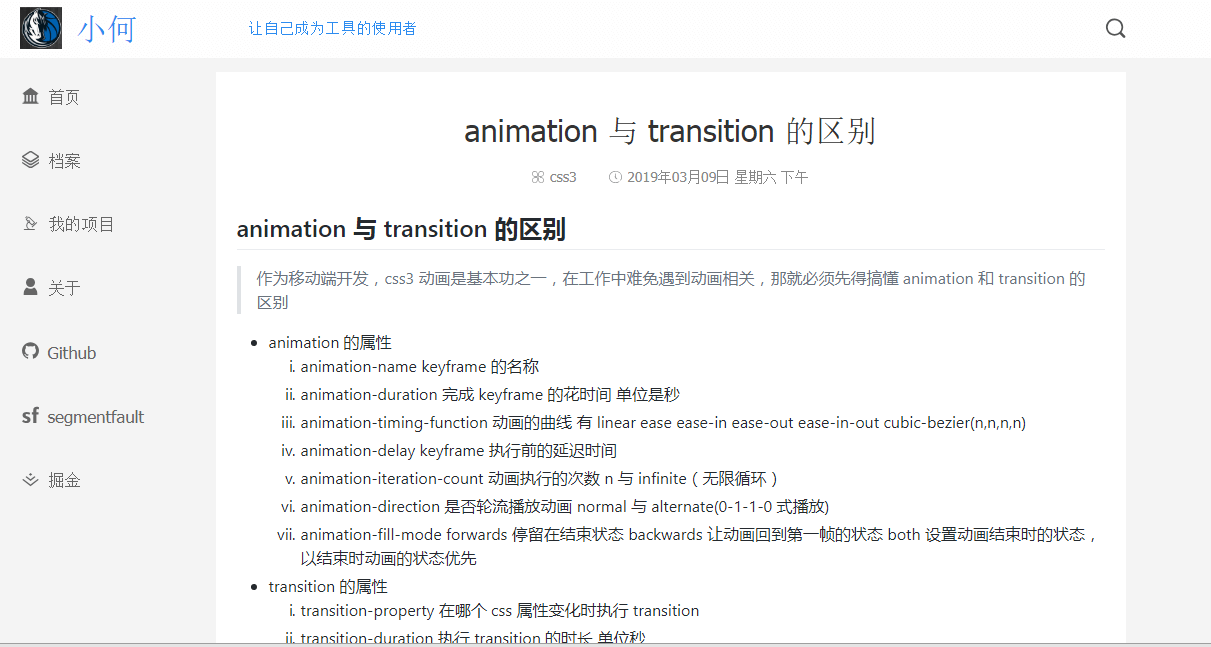 小何
让自己成为工具的使用者
首页
档案
我的项目
关于
Github
sf segmentfault
掘金
animation 与 transition 的区别
css3 2019年03月09日 星期六 下午
animation 与 transition 的区别
作为移动端开发，css3 动画是基本功之一，在工作中难免遇到动画相关，那就必须先得搞懂 animation 和 transition 的
区别
• animation 的属性
i. animation-name keyframe 的名称
ii. animation-duration 完成 keyframe 的花时间 单位是秒
iii. animation-timing-function 动画的曲线 有 linear ease ease-in ease-out ease-in-out cubic-bezier(n,n,n,n)
iv. animation-delay keyframe 执行前的延迟时间
v. animation-iteration-count 动画执行的次数 n 与 infinite（无限循环）
vi. animation-direction 是否轮流播放动画 normal 与 alternate(0-1-1-0 式播放)
vii. animation-fill-mode forwards 停留在结束状态 backwards 让动画回到第一帧的状态 both 设置动画结束时的状态，
以结束时动画的状态优先
• transition 的属性
i. transition-property 在哪个 css 属性变化时执行 transition
ii. transition-duration 执行 transition 的时长 单位秒